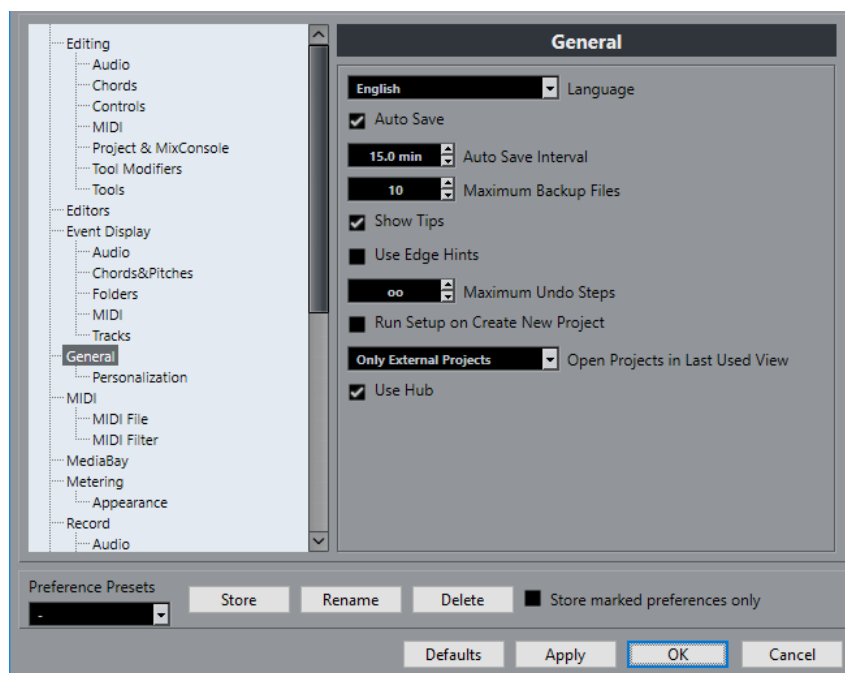 Editing
Audio
Chords
Controls
MIDI
Project & MixConsole
Tool Modifiers
Tools
Editors
Event Display
Audio
Chords&Pitches
Folders
MIDI
Tracks
General
Personalization
MIDI
MIDI File
MIDI Filter
MediaBay
Metering
Appearance
Record
Audio
General
English Language
Auto Save
15.0 min Auto Save Interval
10 Maximum Backup Files
Show Tips
Use Edge Hints
oo Maximum Undo Steps
Run Setup on Create New Project
Only External Projects Open Projects in Last Used View
Use Hub
Preference Presets
- Store Rename Delete Store marked preferences only
Defaults Apply OK Cancel